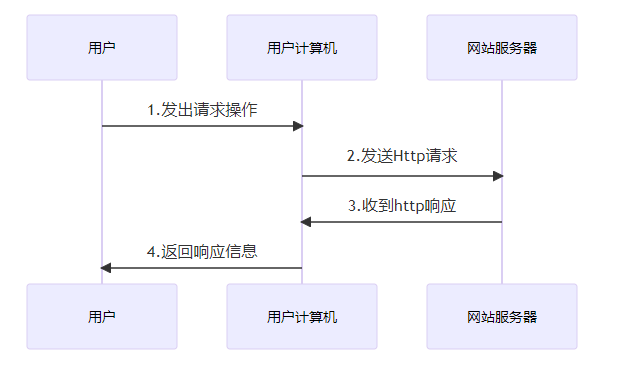 用户
用户计算机
网站服务器
1.发出请求操作
2.发送Http请求
3.收到http响应
4.返回响应信息
用户
用户计算机
网站服务器